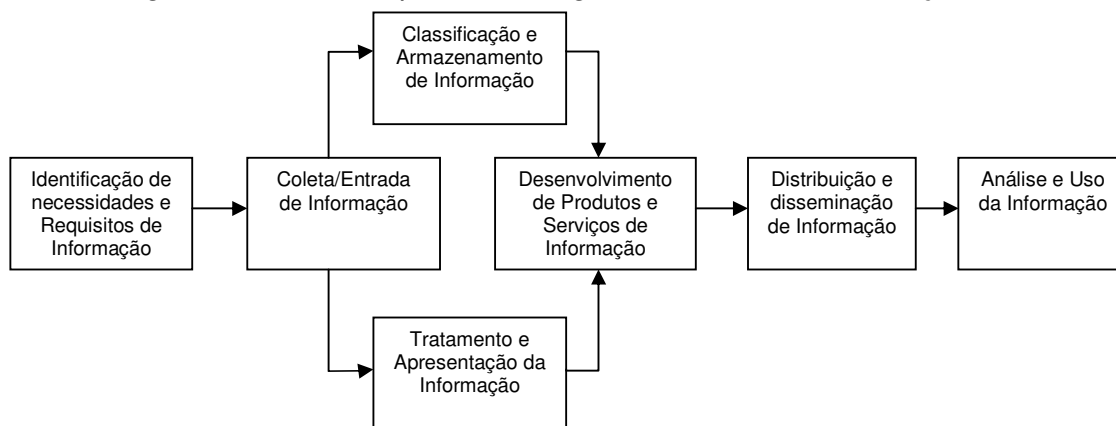 Classificação e
Armazenamento
de Informação
Identificação de
necessidades e
Requisitos de
Informação
Coleta/Entrada
de Informação
Desenvolvimento
de Produtos e
Serviços de
Informação
Distribuição e
disseminação
de Informação
Análise e Uso
da Informação
Tratamento e
Apresentação da
Informação